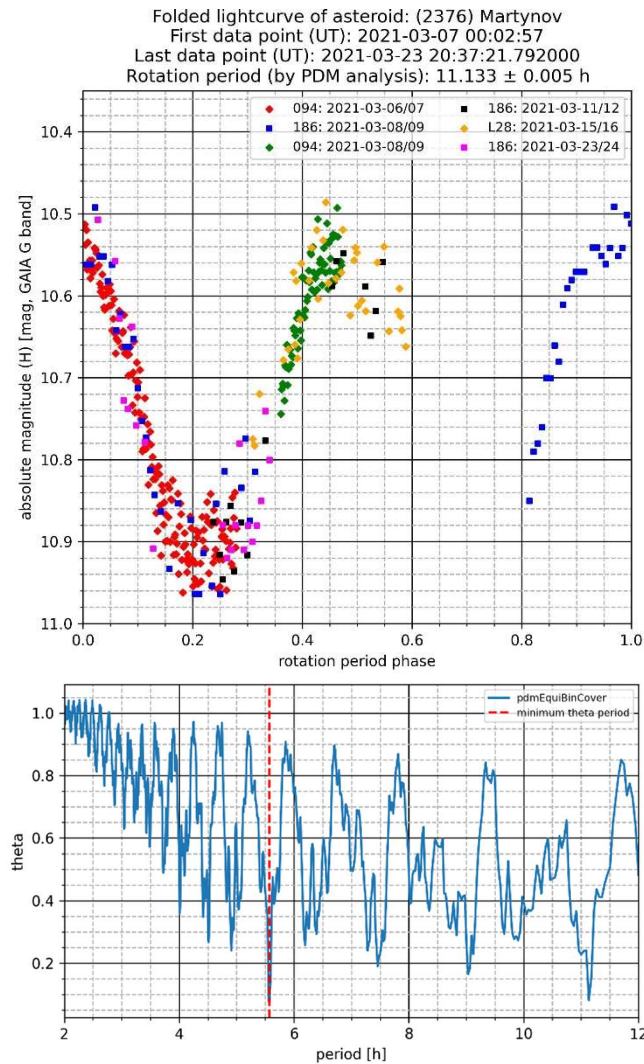 Folded lightcurve of asteroid: (2376) Martynov
First data point (UT): 2021-03-07 00:02:57
Last data point (UT): 2021-03-23 20:37:21.792000
Rotation period (by PDM analysis): 11.133 ± 0.005 h
094: 2021-03-06/07
186: 2021-03-08/09
094: 2021-03-08/09
186: 2021-03-11/12
L28: 2021-03-15/16
186: 2021-03-23/24
absolute magnitude (H) [mag, GAIA G band]
10.4
10.5
10.6
10.7
10.8
10.9
11.0
0.0 0.2 0.4 0.6 0.8 1.0
rotation period phase
pdmEquiBinCover
minimum theta period
theta
1.0
0.8
0.6
0.4
0.2
2 4 6 8 10 12
period [h]